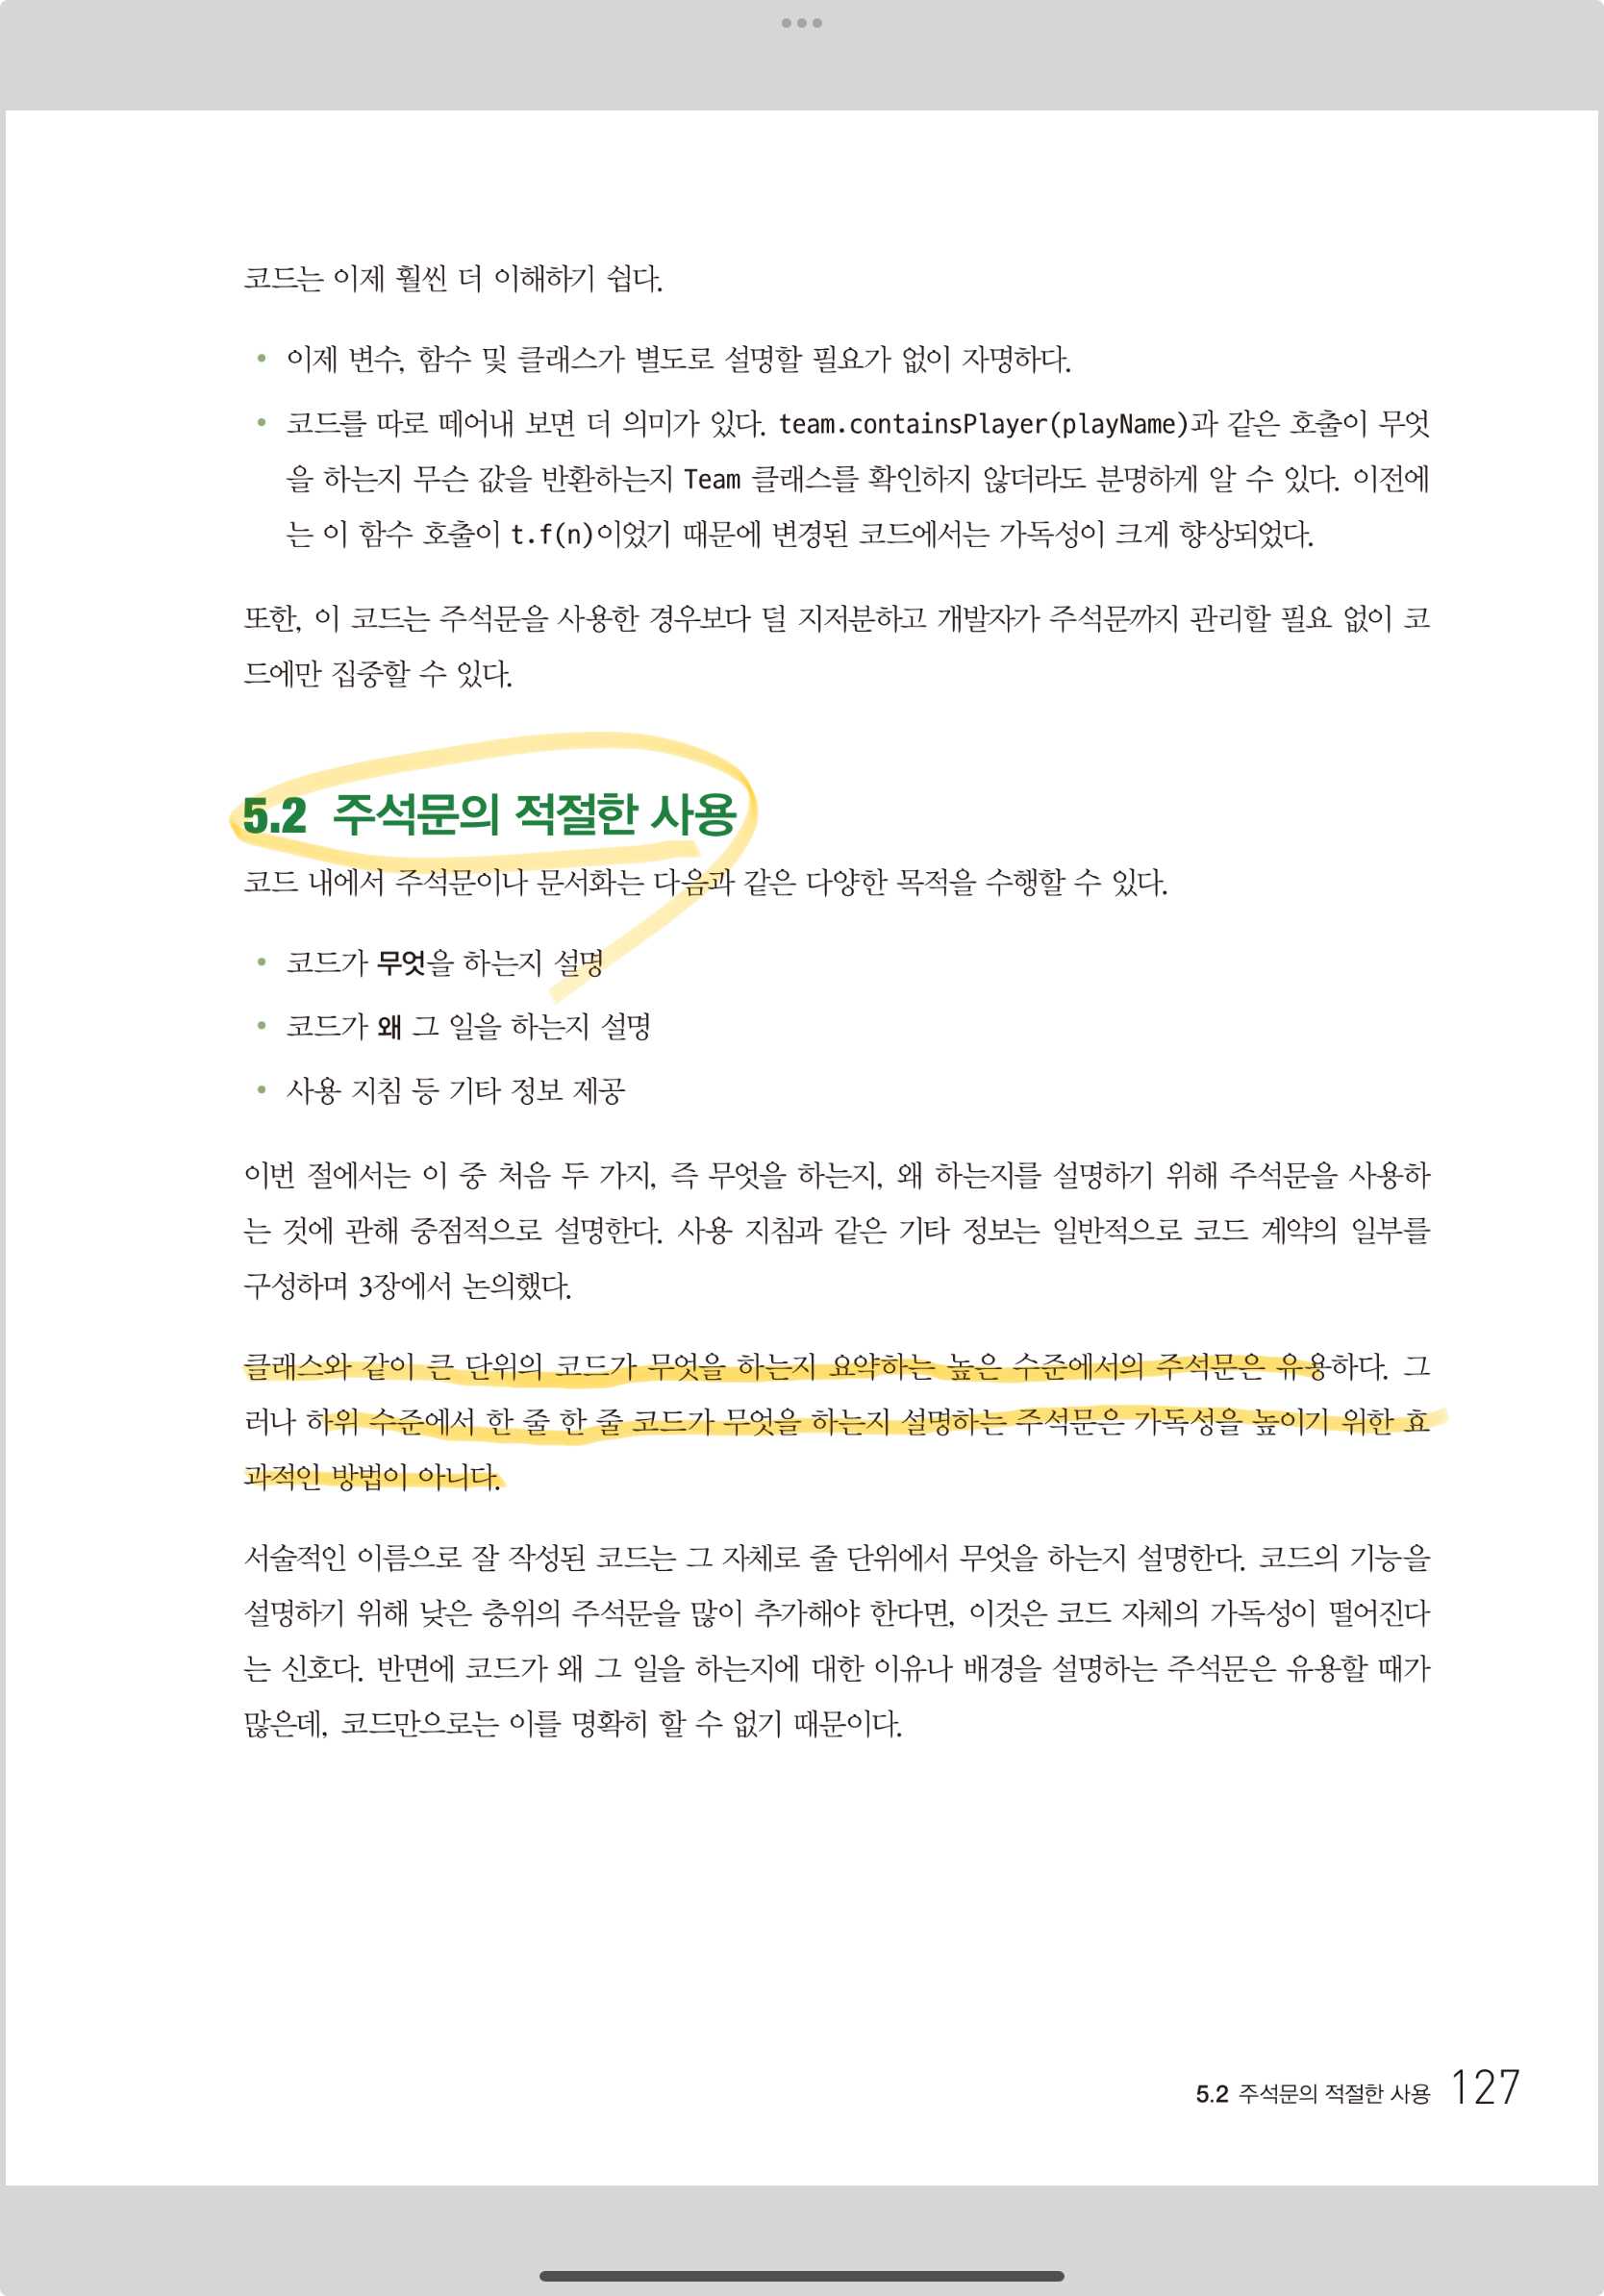 코드는 이제 훨씬 더 이해하기 쉽다.
• 이제 변수, 함수 및 클래스가 별도로 설명할 필요가 없이 자명하다.
• 코드를 따로 떼어내 보면 더 의미가 있다. team.containsPlayer(playName)과 같은 호출이 무엇
을 하는지 무슨 값을 반환하는지 Team 클래스를 확인하지 않더라도 분명하게 알 수 있다. 이전에
는 이 함수 호출이 t.f(n)이었기 때문에 변경된 코드에서는 가독성이 크게 향상되었다.
또한, 이 코드는 주석문을 사용한 경우보다 덜 지저분하고 개발자가 주석문까지 관리할 필요 없이 코
드에만 집중할 수 있다.
5.2 주석문의 적절한 사용
코드 내에서 주석문이나 문서화는 다음과 같은 다양한 목적을 수행할 수 있다.
• 코드가 무엇을 하는지 설명
• 코드가 왜 그 일을 하는지 설명
• 사용 지침 등 기타 정보 제공
이번 절에서는 이 중 처음 두 가지, 즉 무엇을 하는지, 왜 하는지를 설명하기 위해 주석문을 사용하
는 것에 관해 중점적으로 설명한다. 사용 지침과 같은 기타 정보는 일반적으로 코드 계약의 일부를
구성하며 3장에서 논의했다.
클래스와 같이 큰 단위의 코드가 무엇을 하는지 요약하는 높은 수준에서의 주석문은 유용하다. 그
러나 하위 수준에서 한 줄 한 줄 코드가 무엇을 하는지 설명하는 주석문은 가독성을 높이기 위한 효
과적인 방법이 아니다.
서술적인 이름으로 잘 작성된 코드는 그 자체로 줄 단위에서 무엇을 하는지 설명한다. 코드의 기능을
설명하기 위해 낮은 층위의 주석문을 많이 추가해야 한다면, 이것은 코드 자체의 가독성이 떨어진다
는 신호다. 반면에 코드가 왜 그 일을 하는지에 대한 이유나 배경을 설명하는 주석문은 유용할 때가
많은데, 코드만으로는 이를 명확히 할 수 없기 때문이다.
5.2 주석문의 적절한 사용 127